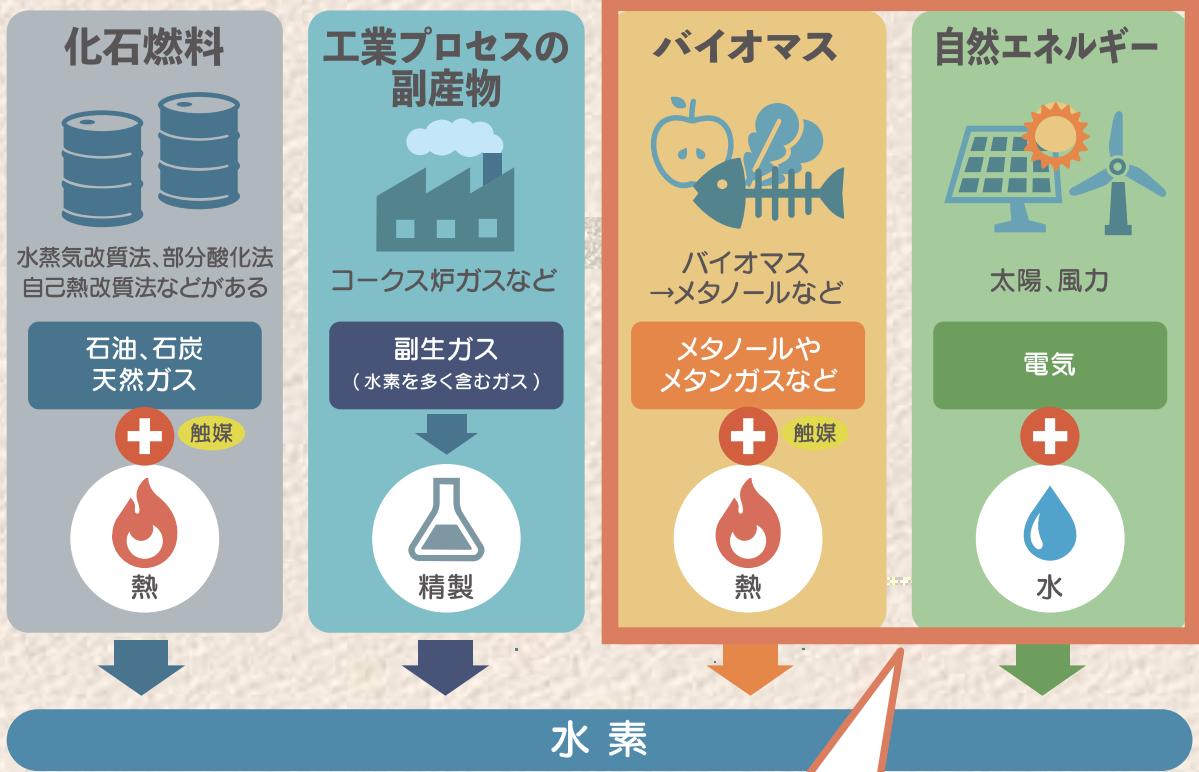 化石燃料
水蒸気改質法、部分酸化法
自己熱改質法などがある
石油、石炭
天然ガス
触媒
熱
工業プロセスの
副産物
コークス炉ガスなど
副生ガス
(水素を多く含むガス)
精製
バイオマス
バイオマス
→メタノールなど
メタノールや
メタンガスなど
触媒
熱
自然エネルギー
太陽、風力
電気
水
水素